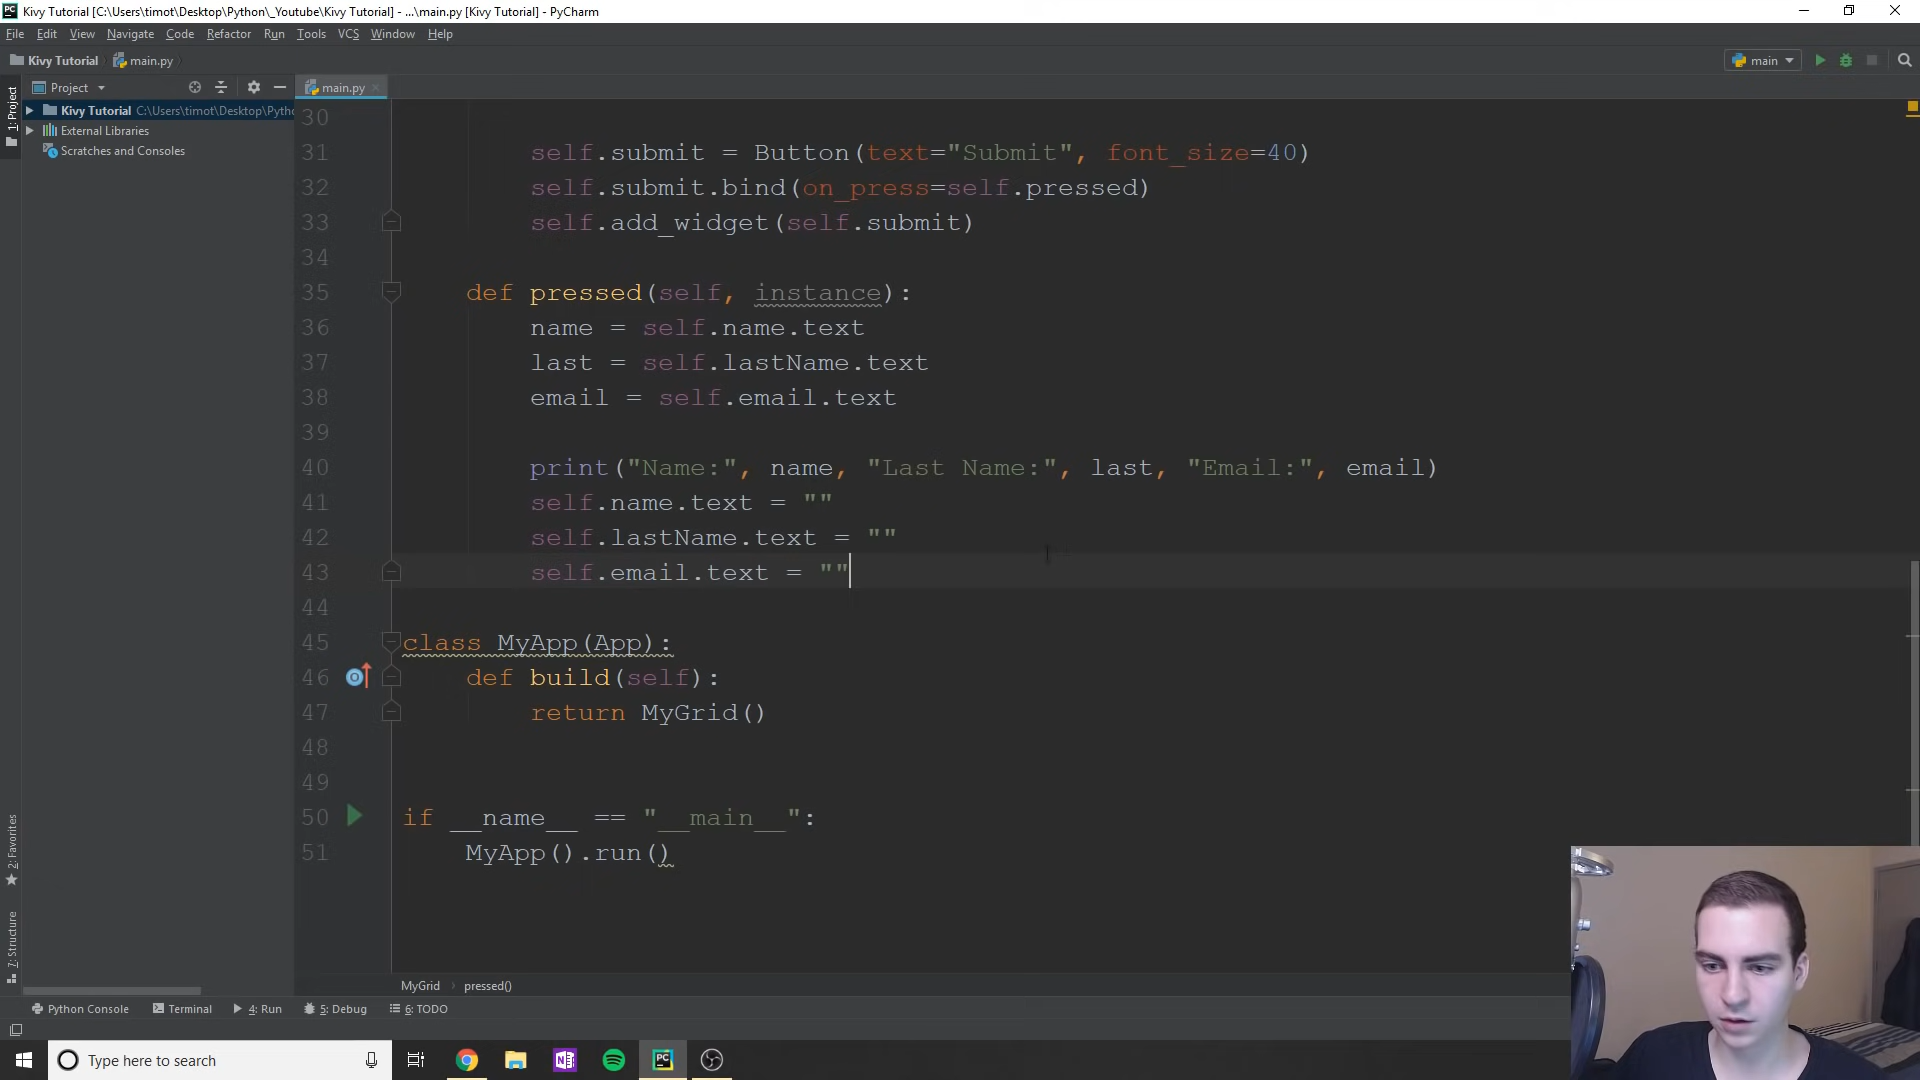 Kivy Tutorial [C:\Users\timot\Desktop\Python\_Youtube\Kivy Tutorial] - ...\main.py [Kivy Tutorial] - PyCharm
File Edit View Navigate Code Refactor Run Tools VCS Window Help
Kivy Tutorial main.py main
Project main.py
1: Project
Kivy Tutorial C:\Users\timot\Desktop\Pytho
External Libraries
Scratches and Consoles
30
31 self.submit = Button(text="Submit", font_size=40)
32 self.submit.bind(on_press=self.pressed)
33 self.add_widget(self.submit)
34
35 def pressed(self, instance):
36 name = self.name.text
37 last = self.lastName.text
38 email = self.email.text
39
40 print("Name:", name, "Last Name:", last, "Email:", email)
41 self.name.text = ""
42 self.lastName.text = ""
43 self.email.text = ""
44
45 class MyApp(App):
46 def build(self):
47 return MyGrid()
48
49
50 if __name__ == "__main__":
51 MyApp().run()
2: Favorites
7: Structure
MyGrid pressed()
Python Console Terminal 4: Run 5: Debug 6: TODO
Type here to search